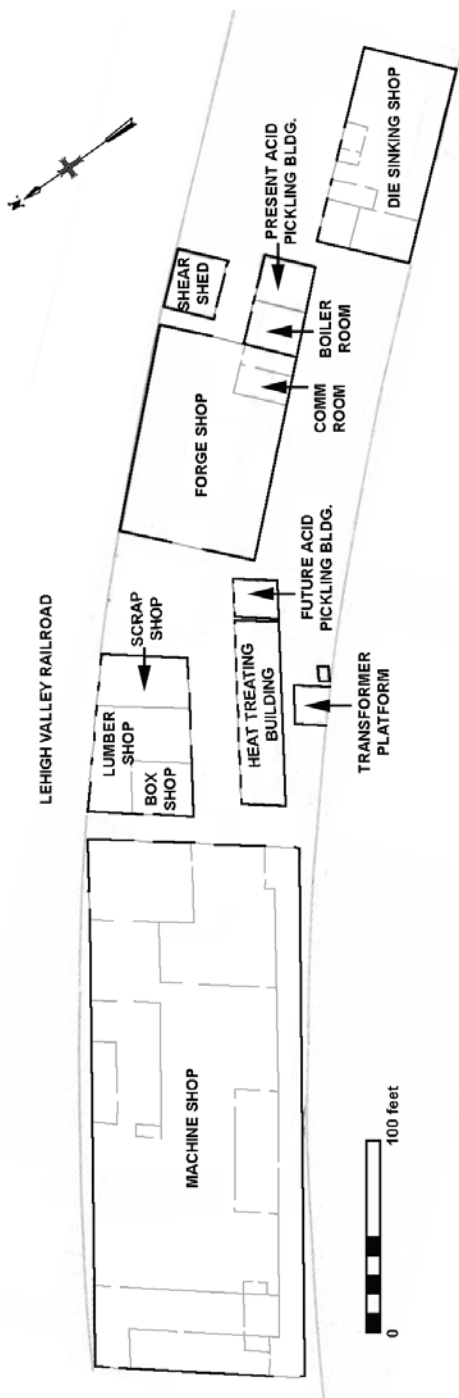 N
LEHIGH VALLEY RAILROAD
MACHINE SHOP
LUMBER
SHOP
BOX
SHOP
SCRAP
SHOP
HEAT TREATING
BUILDING
FUTURE ACID
PICKLING BLDG.
TRANSFORMER
PLATFORM
FORGE SHOP
SHEAR
SHED
COMM
ROOM
BOILER
ROOM
PRESENT ACID
PICKLING BLDG.
DIE SINKING SHOP
0
100 feet